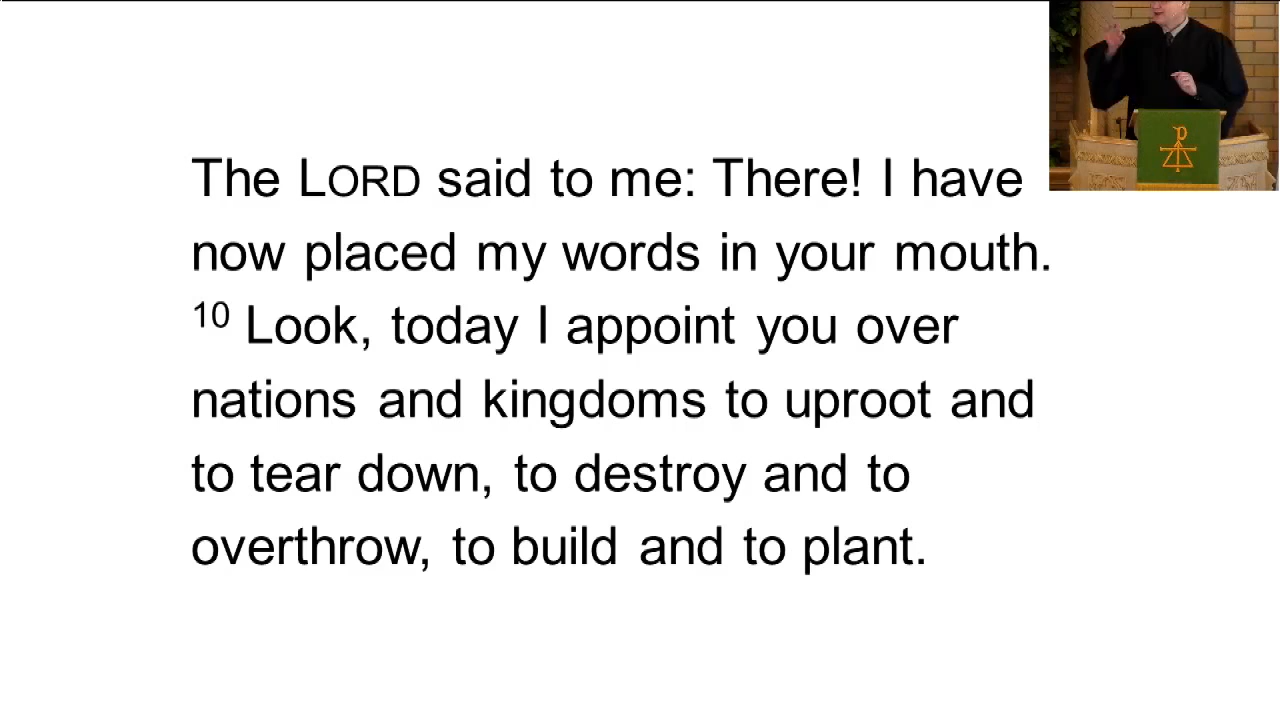 The LORD said to me: There! I have
now placed my words in your mouth.
10 Look, today I appoint you over
nations and kingdoms to uproot and
to tear down, to destroy and to
overthrow, to build and to plant.